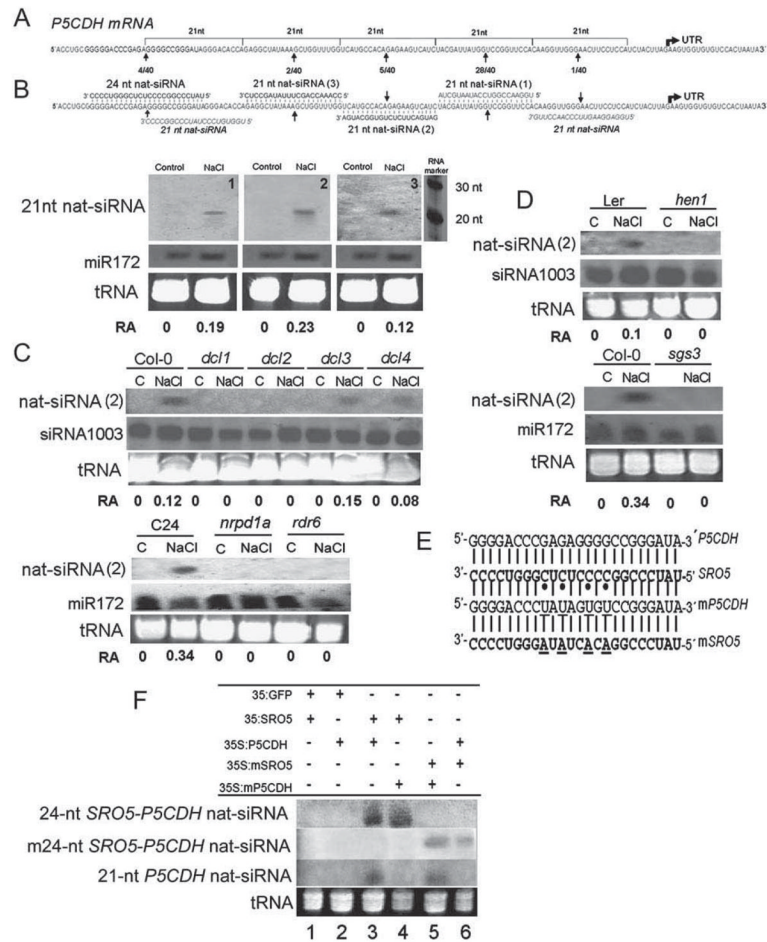 A
P5CDH mRNA
21nt 21nt 21nt 21nt 21nt
UTR
4/40 2/40 5/40 28/40 1/40
B
24 nt nat-siRNA 21 nt nat-siRNA (3) 21 nt nat-siRNA (1)
3'CCCCUGGGCUCUCCCCGGCCCUAU5'
UTR
21 nt nat-siRNA 21 nt nat-siRNA (2) 21 nt nat-siRNA
Control NaCl Control NaCl Control NaCl RNA marker
1 2 3
30 nt
21nt nat-siRNA
20 nt
miR172
tRNA
RA 0 0.19 0 0.23 0 0.12
C
Col-0 dcl1 dcl2 dcl3 dcl4
C NaCl C NaCl C NaCl C NaCl C NaCl
nat-siRNA (2)
siRNA1003
tRNA
RA 0 0.12 0 0 0 0 0 0.15 0 0.08
C24 nrpd1a rdr6
C NaCl C NaCl C NaCl
nat-siRNA (2)
miR172
tRNA
RA 0 0.34 0 0 0 0
D
Ler hen1
C NaCl C NaCl
nat-siRNA (2)
siRNA1003
tRNA
RA 0 0.1 0 0
Col-0 sgs3
C NaCl NaCl
nat-siRNA (2)
miR172
tRNA
RA 0 0.34 0 0
E
5'-GGGGACCCGAGAGGGGCCGGGAUA-3' P5CDH
3'-CCCCUGGGCUCUCCCCGGCCCUAU-5' SRO5
5'-GGGGACCCUAUAGUGUCCGGGAUA-3' mP5CDH
3'-CCCCUGGGAUAUCACAGGCCCUAU-5' mSRO5
F
35:GFP + + - - - -
35:SRO5 + - + + - -
35S:P5CDH - + + - - +
35S:mSRO5 - - - - + +
35S:mP5CDH - - - + + -
24-nt SRO5-P5CDH nat-siRNA
m24-nt SRO5-P5CDH nat-siRNA
21-nt P5CDH nat-siRNA
tRNA
1 2 3 4 5 6